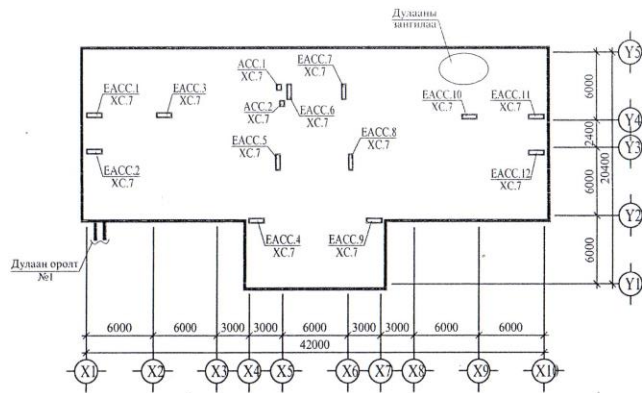 Дулааны
зангилаа
Y5
ЕАСС.1
ХС.7
ЕАСС.3
ХС.7
АСС.1
ХС.7
ЕАСС.7
ХС.7
АСС.2
ХС.7
ЕАСС.6
ХС.7
ЕАСС.10
ХС.7
ЕАСС.11
ХС.7
6000
Y4
2400
Y3
ЕАСС.2
ХС.7
ЕАСС.5
ХС.7
ЕАСС.8
ХС.7
ЕАСС.12
ХС.7
6000
20400
Y2
ЕАСС.4
ХС.7
ЕАСС.9
ХС.7
6000
Дулаан оролт
№1
Y1
6000 6000 3000 3000 6000 3000 3000 6000 6000
42000
X1 X2 X3 X4 X5 X6 X7 X8 X9 X10